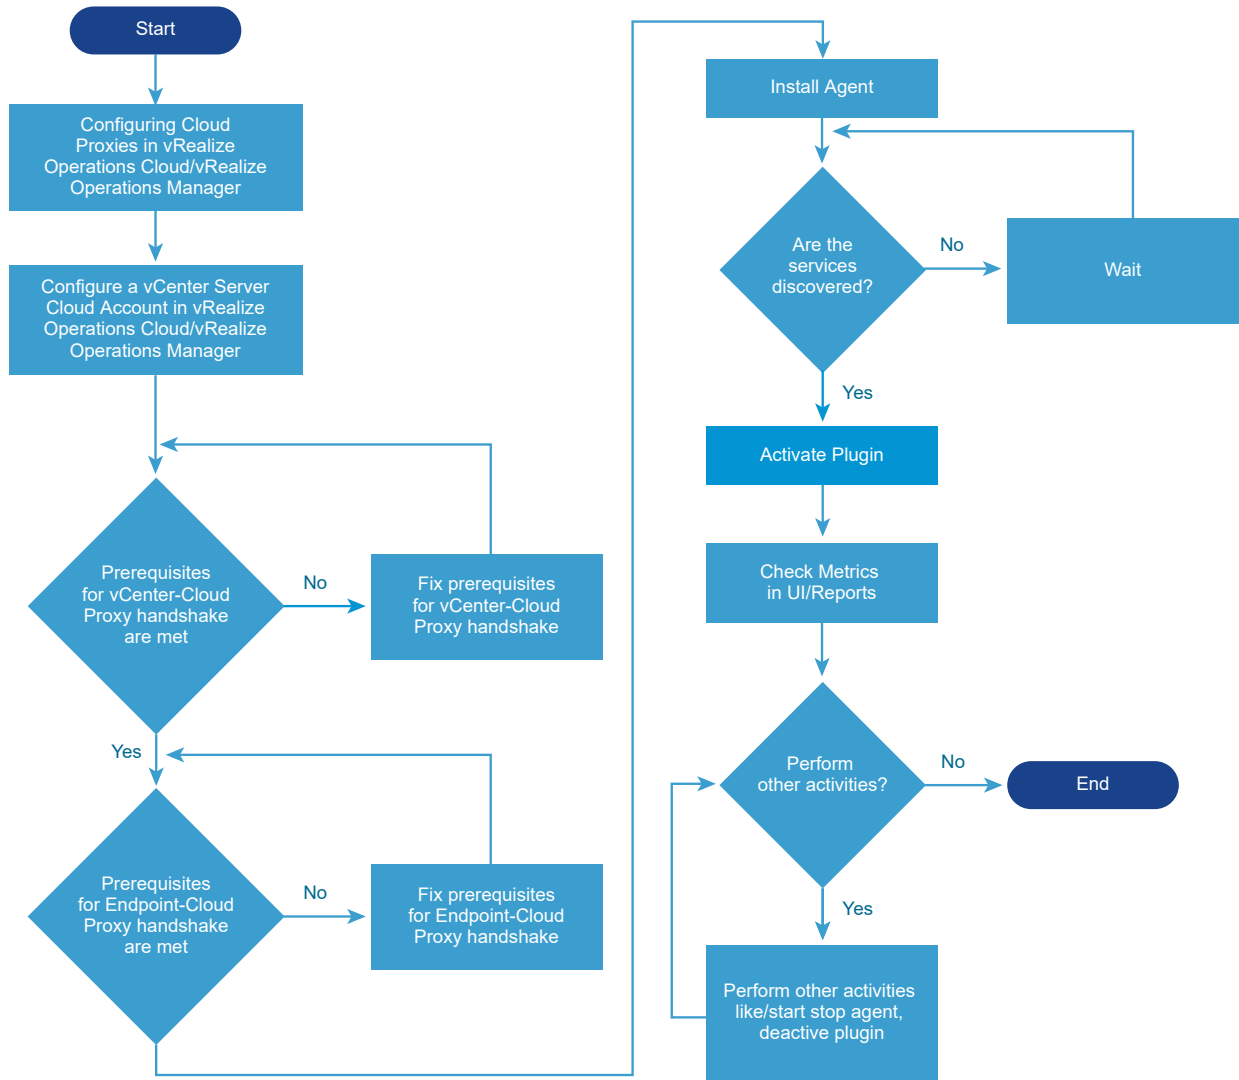 Start
Configuring Cloud
Proxies in vRealize
Operations Cloud/vRealize
Operations Manager
Configure a vCenter Server
Cloud Account in vRealize
Operations Cloud/vRealize
Operations Manager
Prerequisites
for vCenter-Cloud
Proxy handshake
are met
No
Fix prerequisites
for vCenter-Cloud
Proxy handshake
Yes
Prerequisites
for Endpoint-Cloud
Proxy handshake
are met
No
Fix prerequisites
for Endpoint-Cloud
Proxy handshake
Install Agent
Are the
services
discovered?
No
Wait
Yes
Activate Plugin
Check Metrics
in UI/Reports
Perform
other activities?
No
End
Yes
Perform other activities
like/start stop agent,
deactive plugin